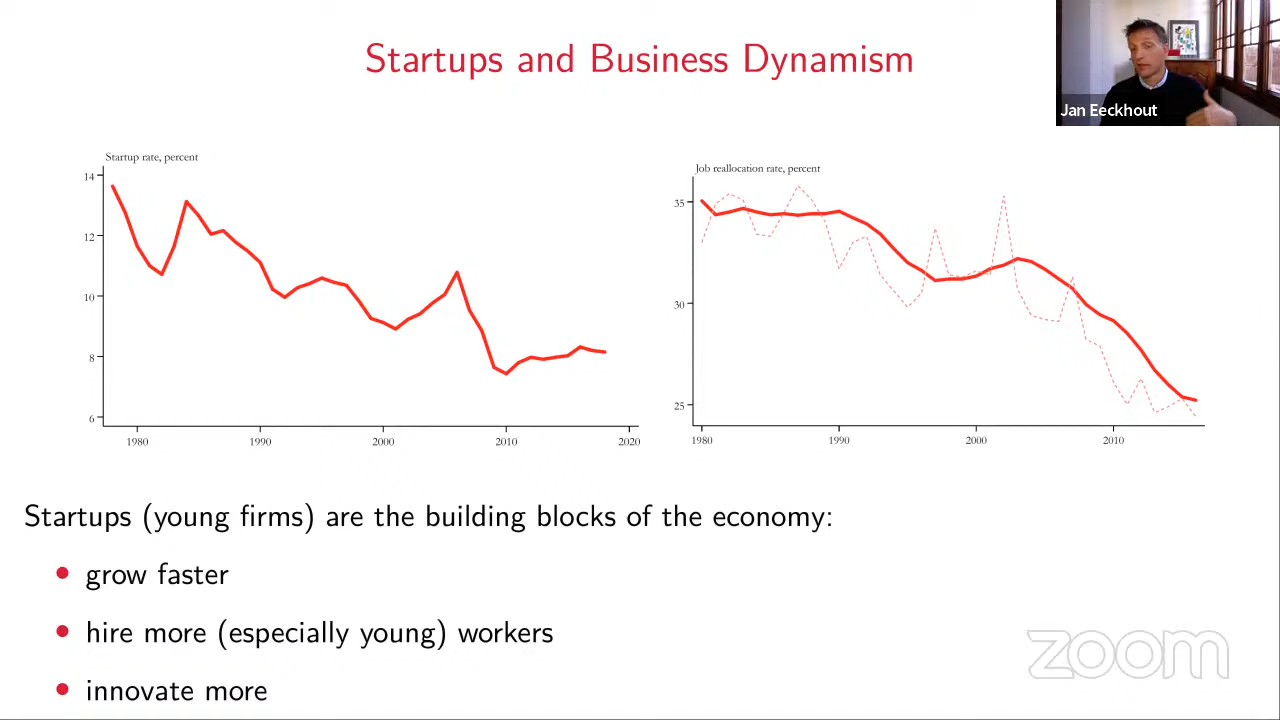 Startups and Business Dynamism
Jan Eeckhout
Startup rate, percent
14
12
10
8
6
1980
1990
2000
2010
2020
Job reallocation rate, percent
35
30
25
1980
1990
2000
2010
Startups (young firms) are the building blocks of the economy:
• grow faster
• hire more (especially young) workers
• innovate more
zoom